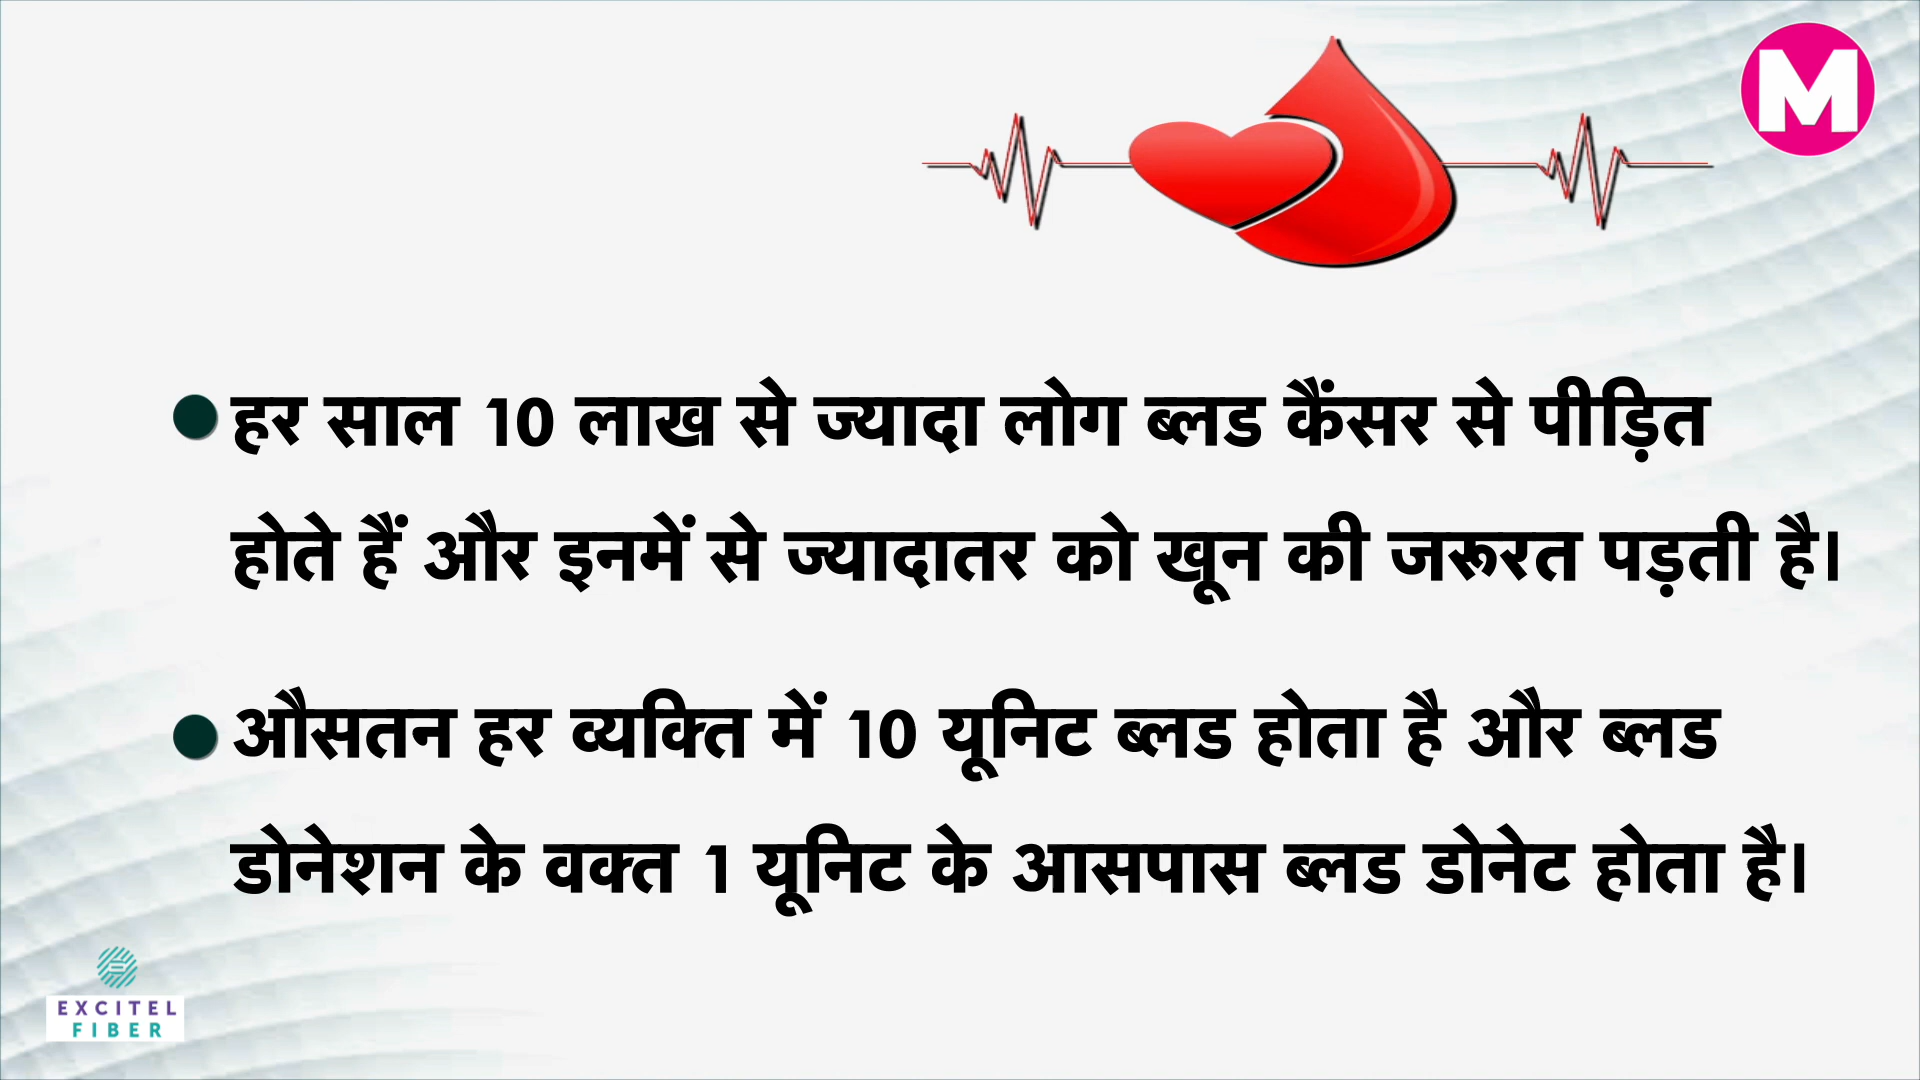 M
हर साल 10 लाख से ज्यादा लोग ब्लड कैंसर से पीड़ित
होते हैं और इनमें से ज्यादातर को खून की जरूरत पड़ती है।
औसतन हर व्यक्ति में 10 यूनिट ब्लड होता है और ब्लड
डोनेशन के वक्त 1 यूनिट के आसपास ब्लड डोनेट होता है।
EXCITEL
FIBER